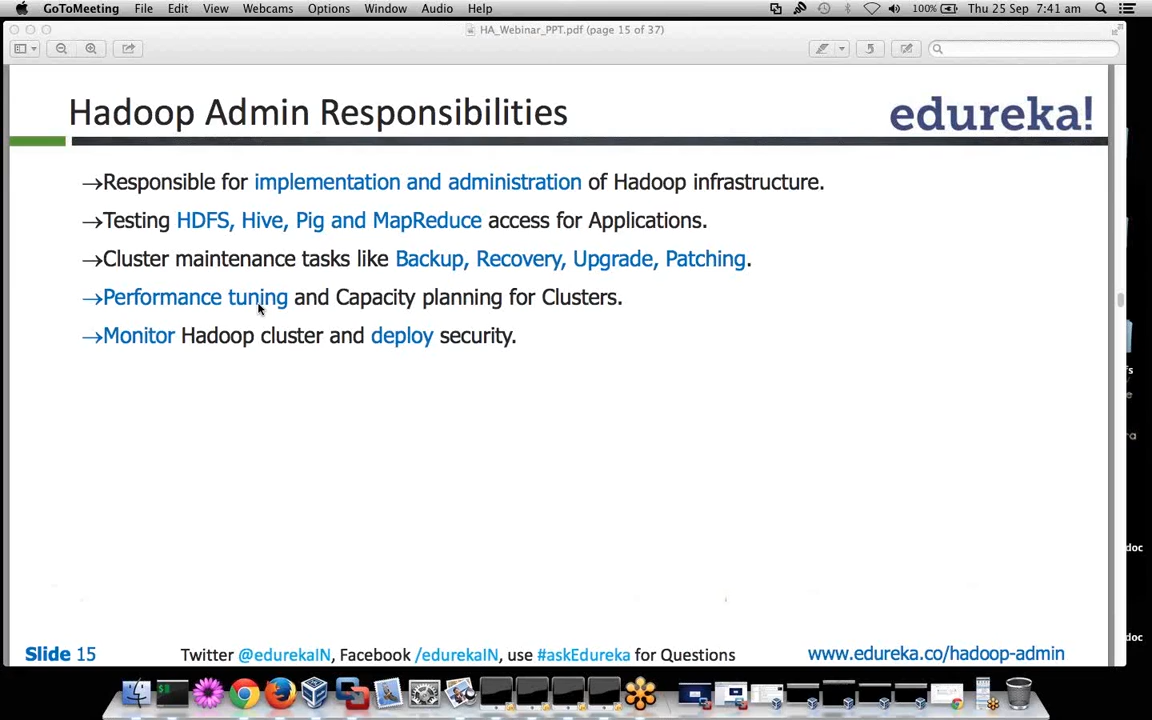 GoToMeeting File Edit View Webcams Options Window Audio Help 100% Thu 25 Sep 7:41 am
HA_Webinar_PPT.pdf (page 15 of 37)
Hadoop Admin Responsibilities
edureka!
→Responsible for implementation and administration of Hadoop infrastructure.
→Testing HDFS, Hive, Pig and MapReduce access for Applications.
→Cluster maintenance tasks like Backup, Recovery, Upgrade, Patching.
→Performance tuning and Capacity planning for Clusters.
→Monitor Hadoop cluster and deploy security.
doc
doc
Slide 15
Twitter @edurekaIN, Facebook /edurekaIN, use #askEdureka for Questions
www.edureka.co/hadoop-admin